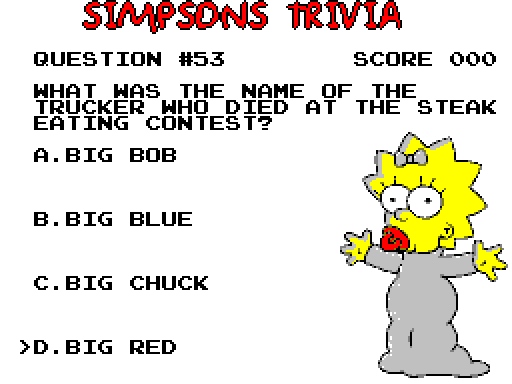 SIMPSONS TRIVIA
QUESTION #53 SCORE 000
WHAT WAS THE NAME OF THE
TRUCKER WHO DIED AT THE STEAK
EATING CONTEST?
A.BIG BOB
B.BIG BLUE
C.BIG CHUCK
>D.BIG RED